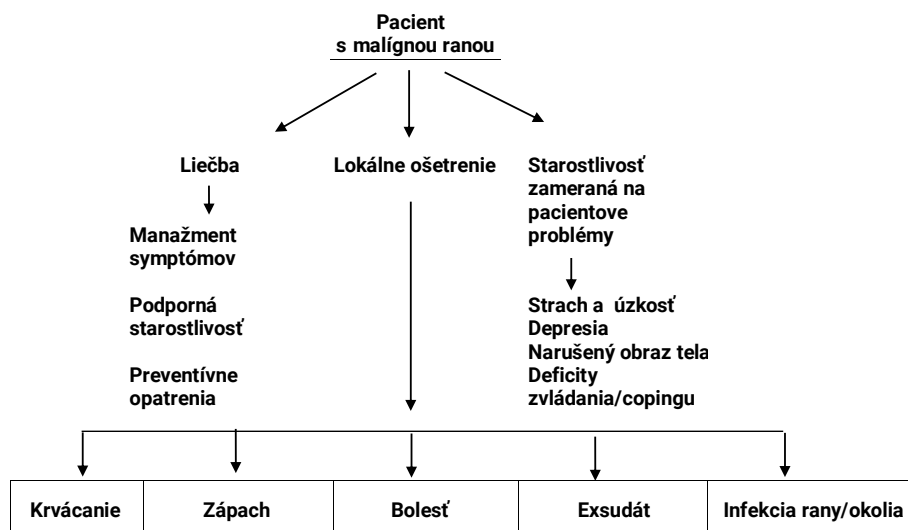 Pacient
s malígnou ranou
Liečba
Manažment
symptómov
Podporná
starostlivosť
Preventívne
opatrenia
Lokálne ošetrenie
Starostlivosť
zameraná na
pacientove
problémy
Strach a úzkosť
Depresia
Narušený obraz tela
Deficity
zvládania/copingu
Krvácanie
Zápach
Bolesť
Exsudát
Infekcia rany/okolia